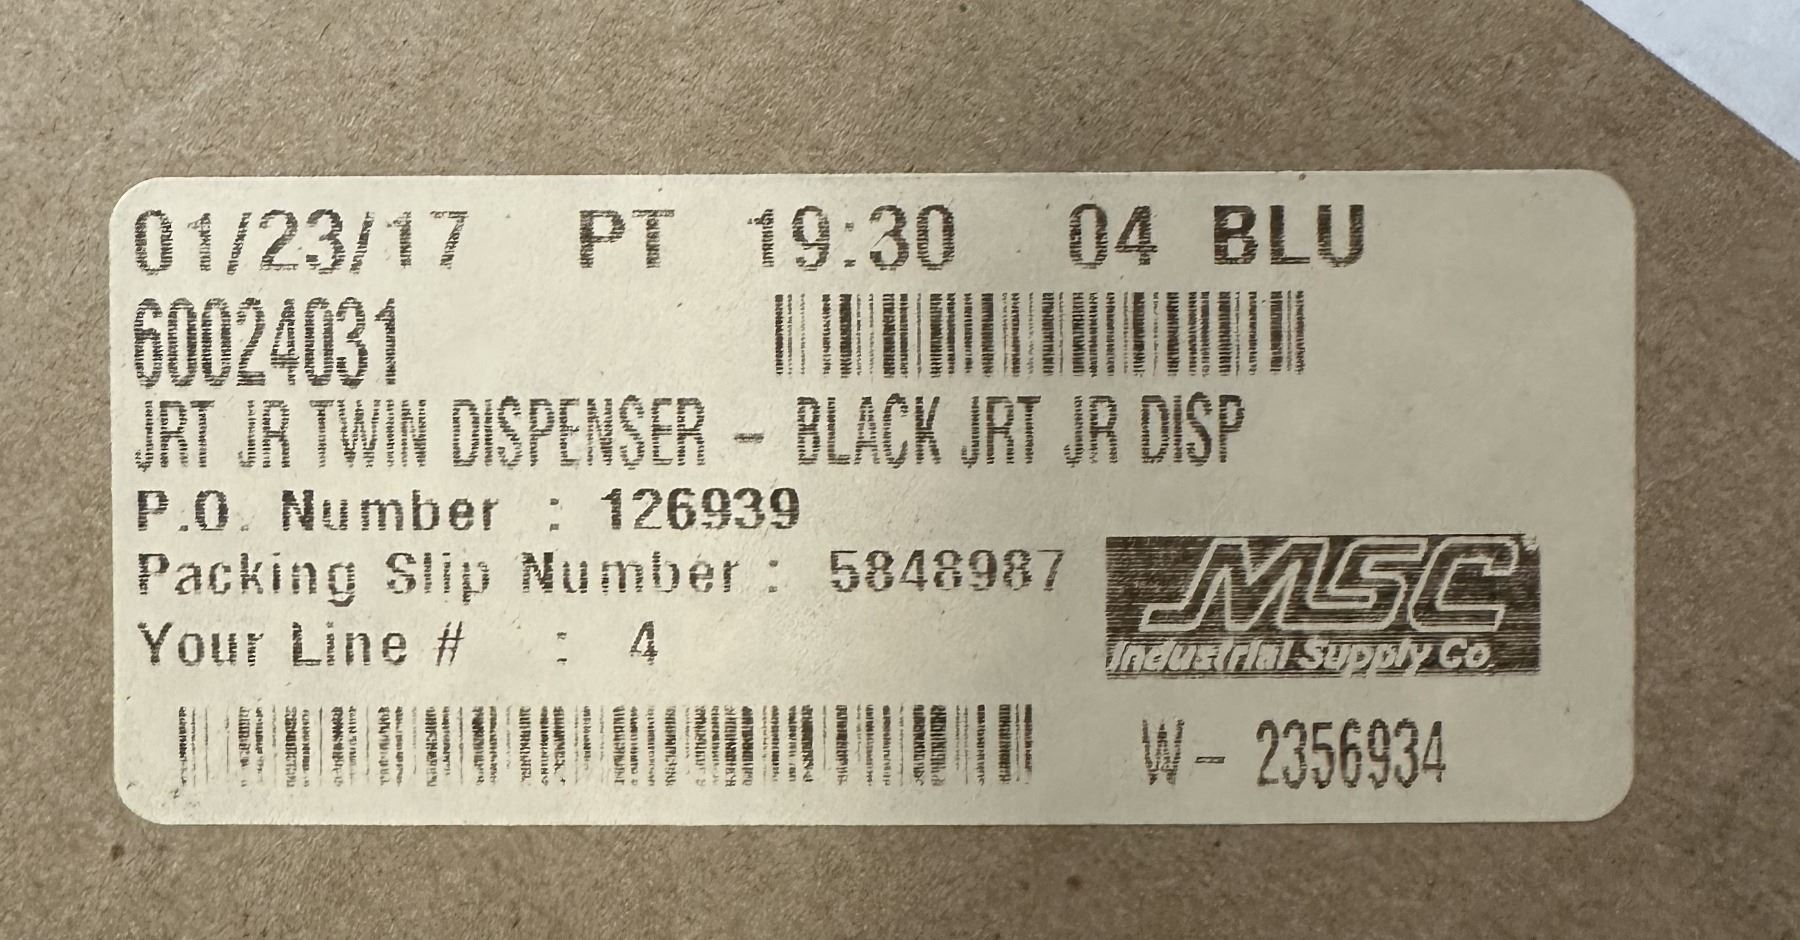 01/23/17 PT 19:30 04 BLU
60024031
JRT JR TWIN DISPENSER - BLACK JRT JR DISP
P.O. Number : 126939
Packing Slip Number : 5848987
Your Line # : 4
MSC
Industrial Supply Co.
W- 2356934